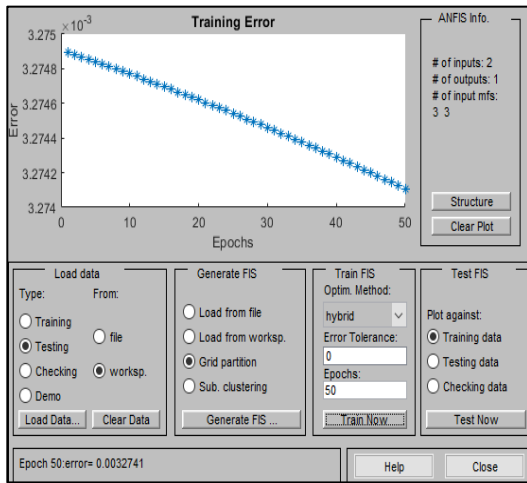 Training Error
×10⁻³
3.275
3.2748
3.2746
3.2744
3.2742
3.274
0 10 20 30 40 50
Error
Epochs
ANFIS Info.
# of inputs: 2
# of outputs: 1
# of input mfs:
3 3
Structure
Clear Plot
Load data
Type: From:
Training
Testing
Checking
Demo
file
worksp.
Load Data... Clear Data
Generate FIS
Load from file
Load from worksp.
Grid partition
Sub. clustering
Generate FIS ...
Train FIS
Optim. Method:
hybrid
Error Tolerance:
0
Epochs:
50
Train Now
Test FIS
Plot against:
Training data
Testing data
Checking data
Test Now
Epoch 50:error= 0.0032741
Help Close